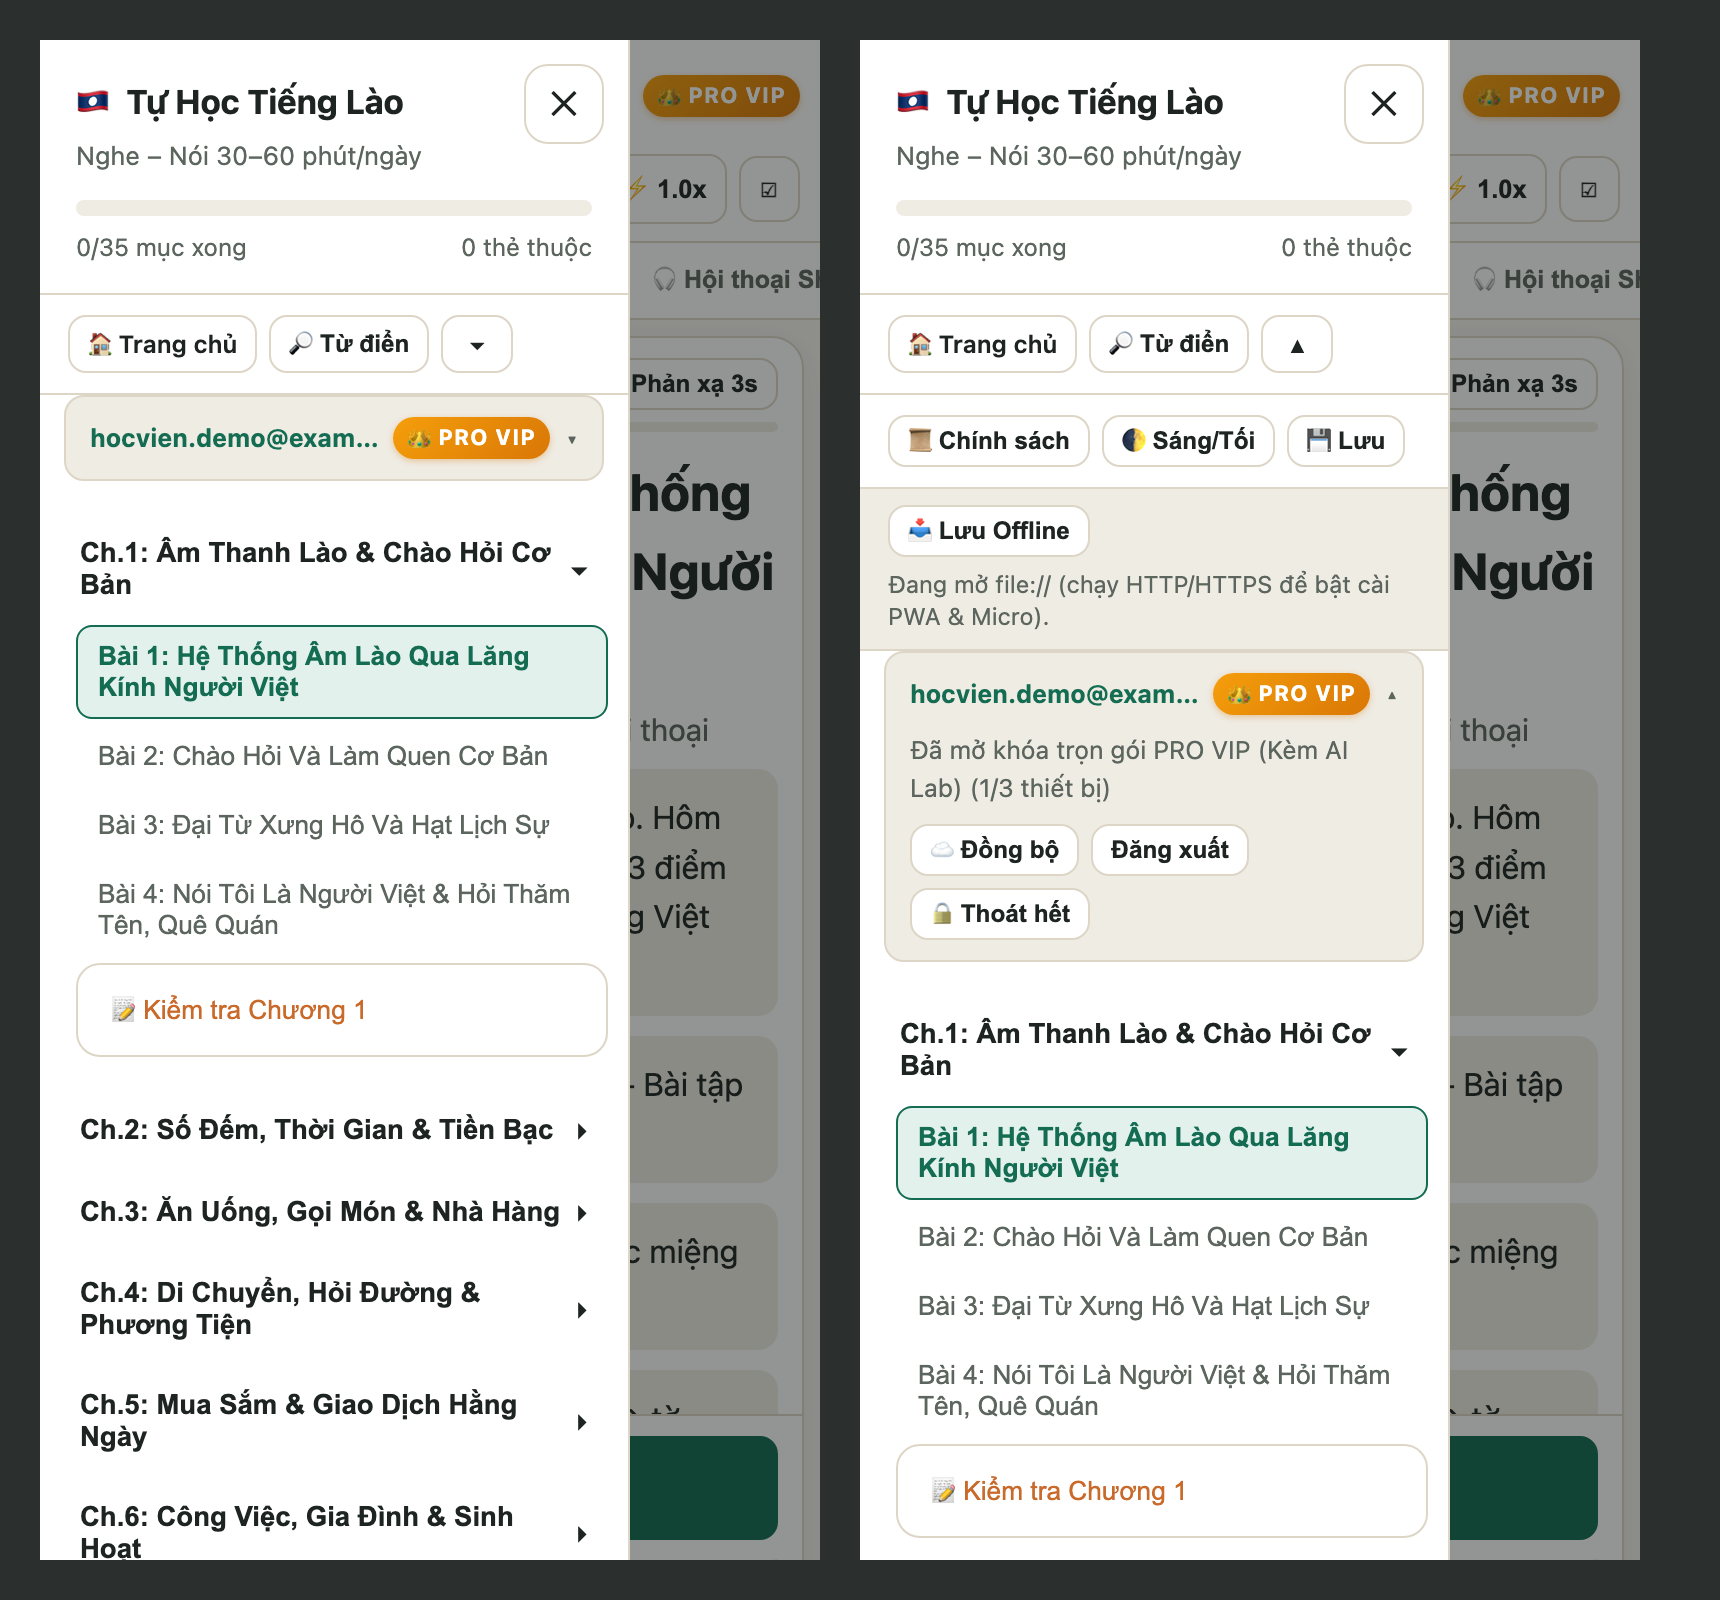 Tự Học Tiếng Lào
Nghe – Nói 30–60 phút/ngày
0/35 mục xong
0 thẻ thuộc
Trang chủ
Từ điển
hocvien.demo@exam...
PRO VIP
Ch.1: Âm Thanh Lào & Chào Hỏi Cơ
Bản
Bài 1: Hệ Thống Âm Lào Qua Lăng
Kính Người Việt
Bài 2: Chào Hỏi Và Làm Quen Cơ Bản
Bài 3: Đại Từ Xưng Hô Và Hạt Lịch Sự
Bài 4: Nói Tôi Là Người Việt & Hỏi Thăm
Tên, Quê Quán
Kiểm tra Chương 1
Ch.2: Số Đếm, Thời Gian & Tiền Bạc
Ch.3: Ăn Uống, Gọi Món & Nhà Hàng
Ch.4: Di Chuyển, Hỏi Đường &
Phương Tiện
Ch.5: Mua Sắm & Giao Dịch Hằng
Ngày
Ch.6: Công Việc, Gia Đình & Sinh
Hoạt
PRO VIP
1.0x
Hội thoại
Phản xạ 3s
hống
Người
thoại
Hôm
3 điểm
g Việt
- Bài tập
miệng
Tự Học Tiếng Lào
Nghe – Nói 30–60 phút/ngày
0/35 mục xong
0 thẻ thuộc
Trang chủ
Từ điển
Chính sách
Sáng/Tối
Lưu
Lưu Offline
Đang mở file:// (chạy HTTP/HTTPS để bật cài
PWA & Micro).
hocvien.demo@exam...
PRO VIP
Đã mở khóa trọn gói PRO VIP (Kèm AI
Lab) (1/3 thiết bị)
Đồng bộ
Đăng xuất
Thoát hết
Ch.1: Âm Thanh Lào & Chào Hỏi Cơ
Bản
Bài 1: Hệ Thống Âm Lào Qua Lăng
Kính Người Việt
Bài 2: Chào Hỏi Và Làm Quen Cơ Bản
Bài 3: Đại Từ Xưng Hô Và Hạt Lịch Sự
Bài 4: Nói Tôi Là Người Việt & Hỏi Thăm
Tên, Quê Quán
Kiểm tra Chương 1
PRO VIP
1.0x
Hội thoại
Phản xạ 3s
hống
Người
thoại
Hôm
3 điểm
g Việt
- Bài tập
miệng